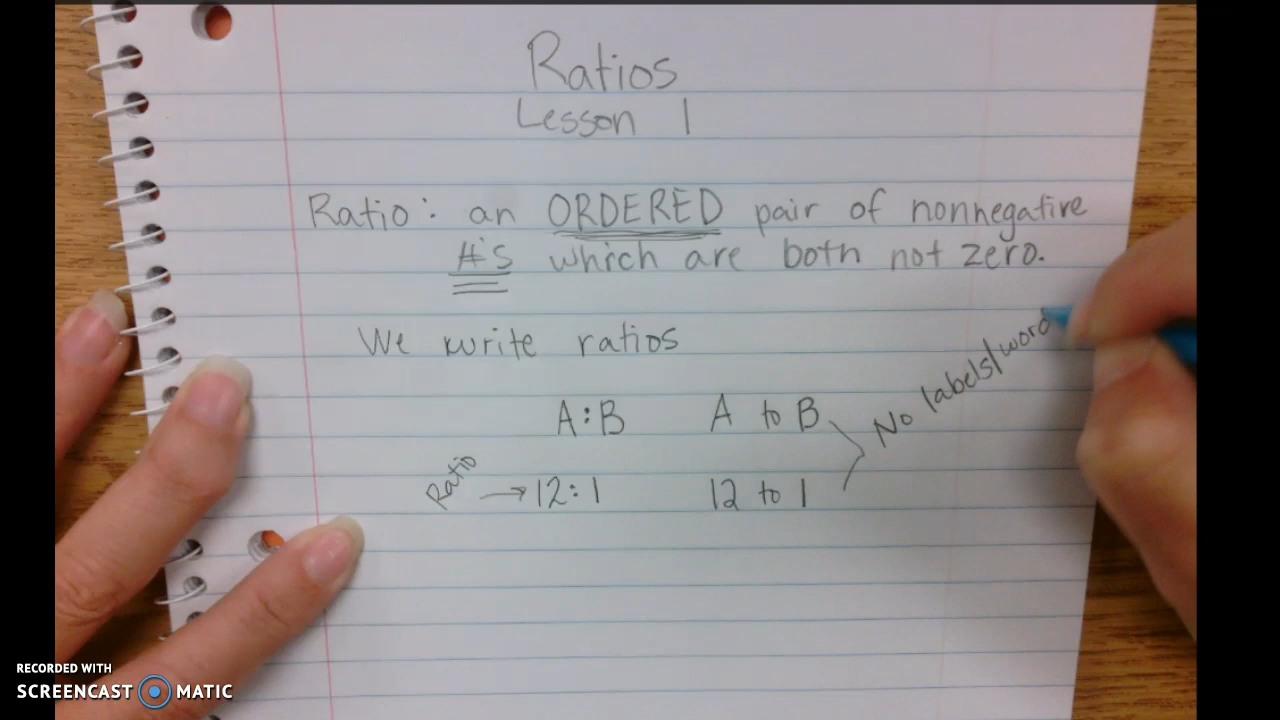 Ratios
Lesson 1
Ratio: an ORDERED pair of nonnegative
#'s which are both not zero.
We write ratios
A:B A to B
No labels/word
Ratio → 12:1 12 to 1
RECORDED WITH
SCREENCAST MATIC